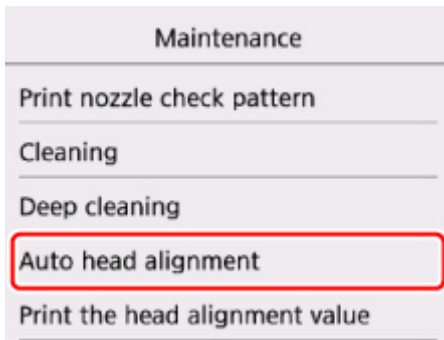 Maintenance
Print nozzle check pattern
Cleaning
Deep cleaning
Auto head alignment
Print the head alignment value